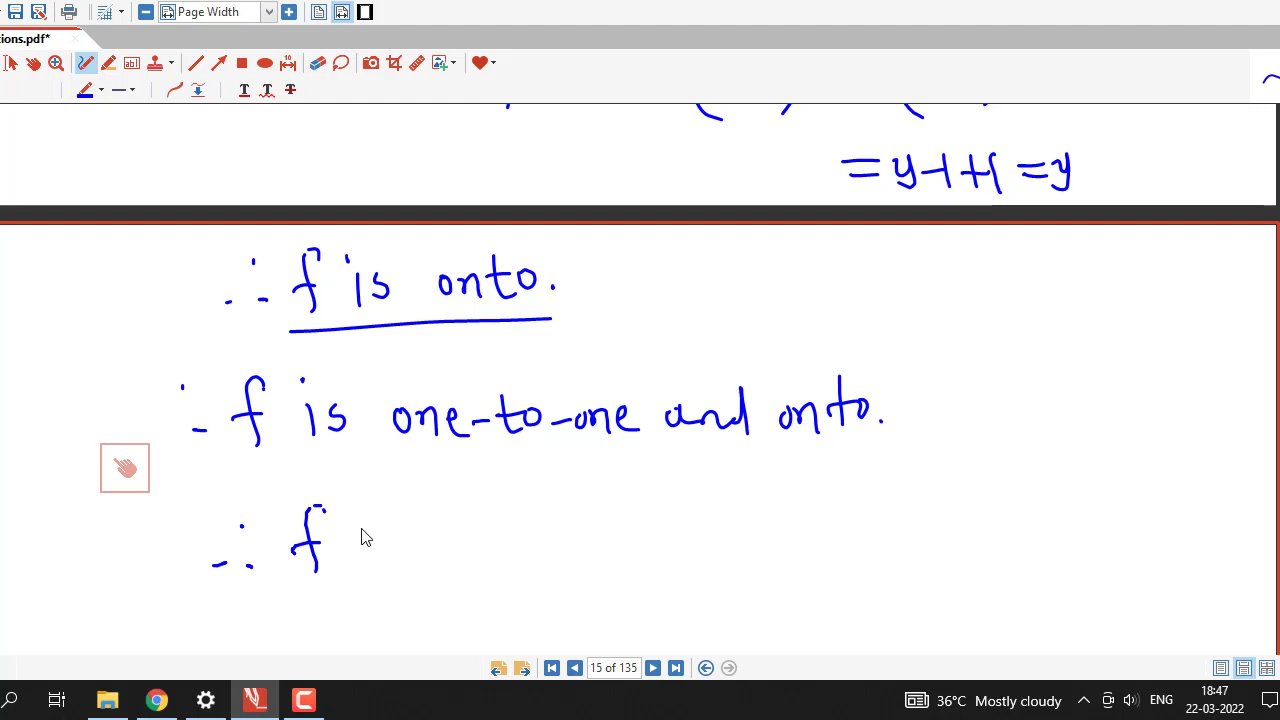 Page Width
ions.pdf*
= y-1+1 = y
∴ f is onto.
∴ f is one-to-one and onto.
∴ f
15 of 135
36°C Mostly cloudy
ENG
18:47
22-03-2022